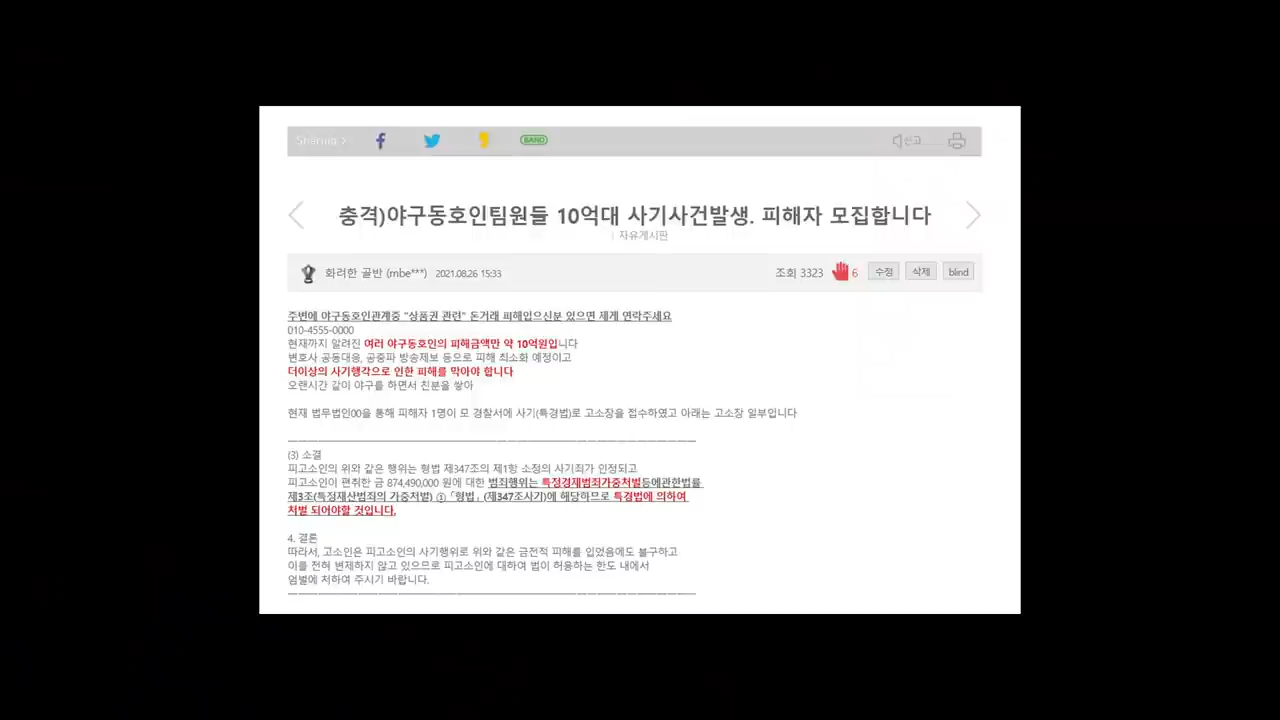 Sharing >
BAND
신고
충격)야구동호인팀원들 10억대 사기사건발생. 피해자 모집합니다
자유게시판
화려한 골반 (mbe***) 2021.08.26 15:33
조회 3323 6 수정 삭제 blind
주변에 야구동호인관계중 "상품권 관련" 돈거래 피해입으신분 있으면 제게 연락주세요
010-4555-0000
현재까지 알려진 여러 야구동호인의 피해금액만 약 10억원입니다
변호사 공동대응, 공중파 방송제보 등으로 피해 최소화 예정이고
더이상의 사기행각으로 인한 피해를 막아야 합니다
오랜시간 같이 야구를 하면서 친분을 쌓아
현재 법무법인00을 통해 피해자 1명이 모 경찰서에 사기(특경법)로 고소장을 접수하였고 아래는 고소장 일부입니다
(3) 소결
피고소인의 위와 같은 행위는 형법 제347조의 제1항 소정의 사기죄가 인정되고
피고소인이 편취한 금 874,490,000 원에 대한 범죄행위는 특정경제범죄가중처벌등에관한법률
제3조(특정재산범죄의 가중처벌) ①「형법」(제347조사기)에 해당하므로 특경법에 의하여
처벌 되어야할 것입니다.
4. 결론
따라서, 고소인은 피고소인의 사기행위로 위와 같은 금전적 피해를 입었음에도 불구하고
이를 전혀 변제하지 않고 있으므로 피고소인에 대하여 법이 허용하는 한도 내에서
엄벌에 처하여 주시기 바랍니다.